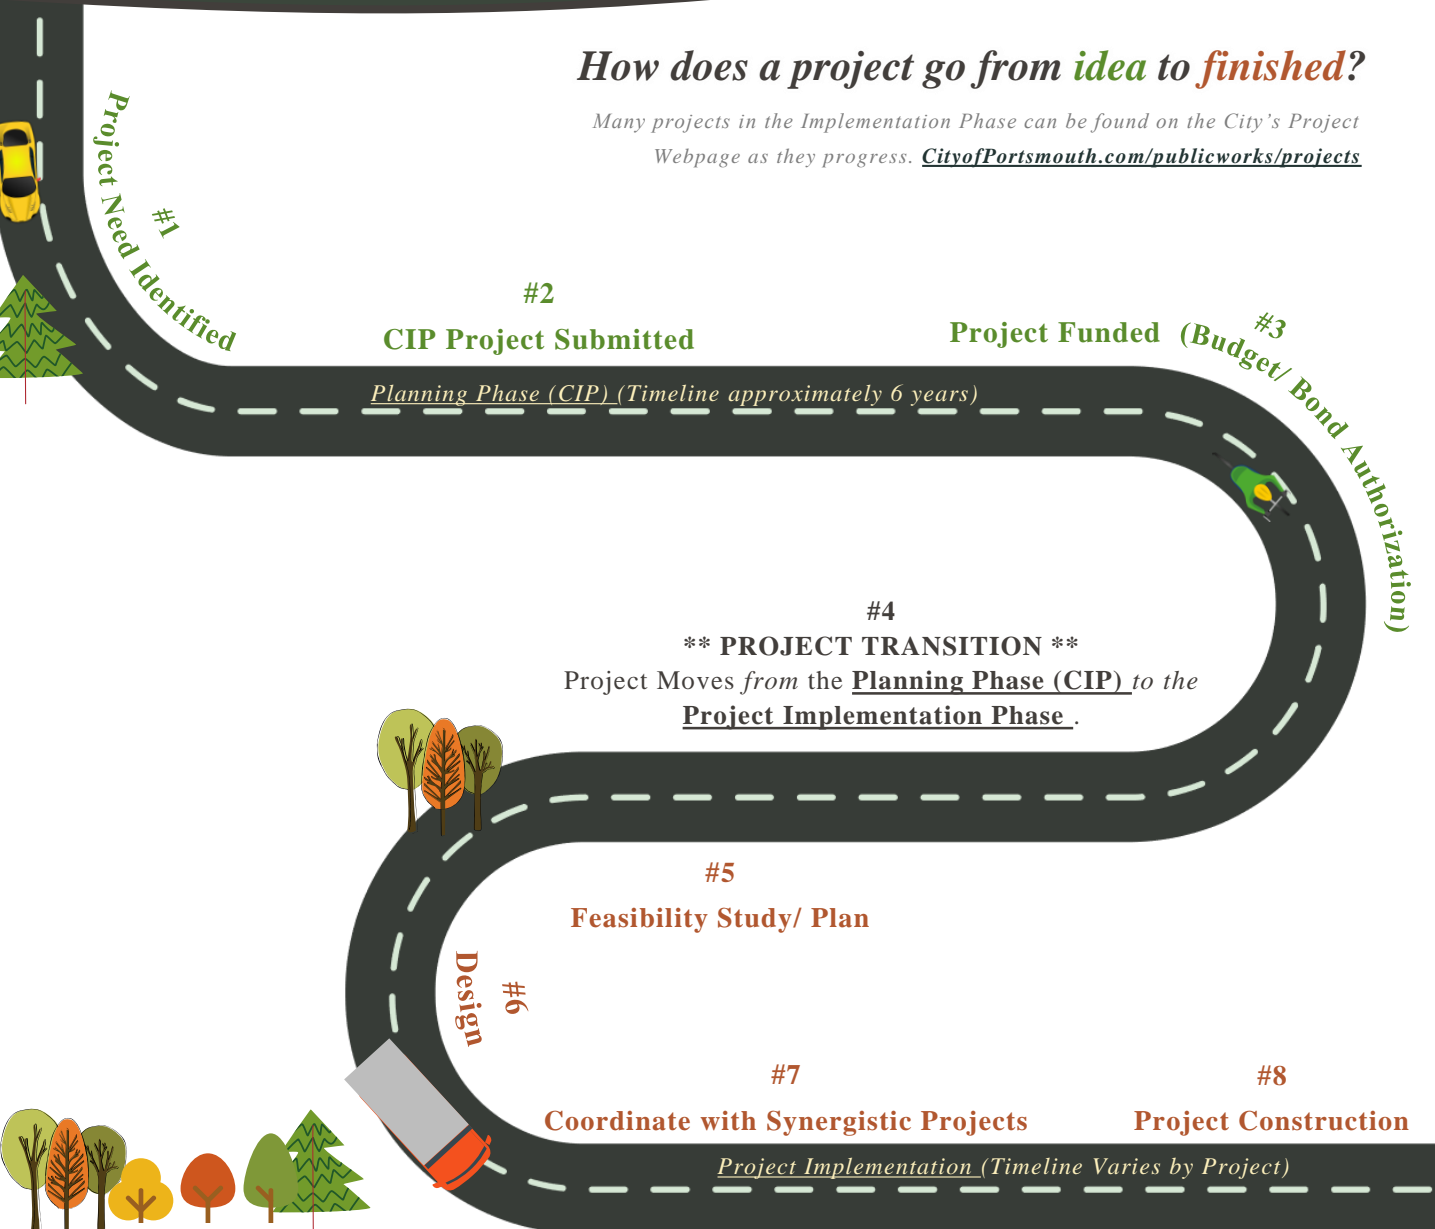 How does a project go from idea to finished?
Many projects in the Implementation Phase can be found on the City’s Project
Webpage as they progress. CityofPortsmouth.com/publicworks/projects
#1
Project Need Identified
#2
CIP Project Submitted
#3
Project Funded (Budget/ Bond Authorization)
Planning Phase (CIP) (Timeline approximately 6 years)
#4
** PROJECT TRANSITION **
Project Moves from the Planning Phase (CIP) to the
Project Implementation Phase .
#5
Feasibility Study/ Plan
#6
Design
#7
Coordinate with Synergistic Projects
#8
Project Construction
Project Implementation (Timeline Varies by Project)